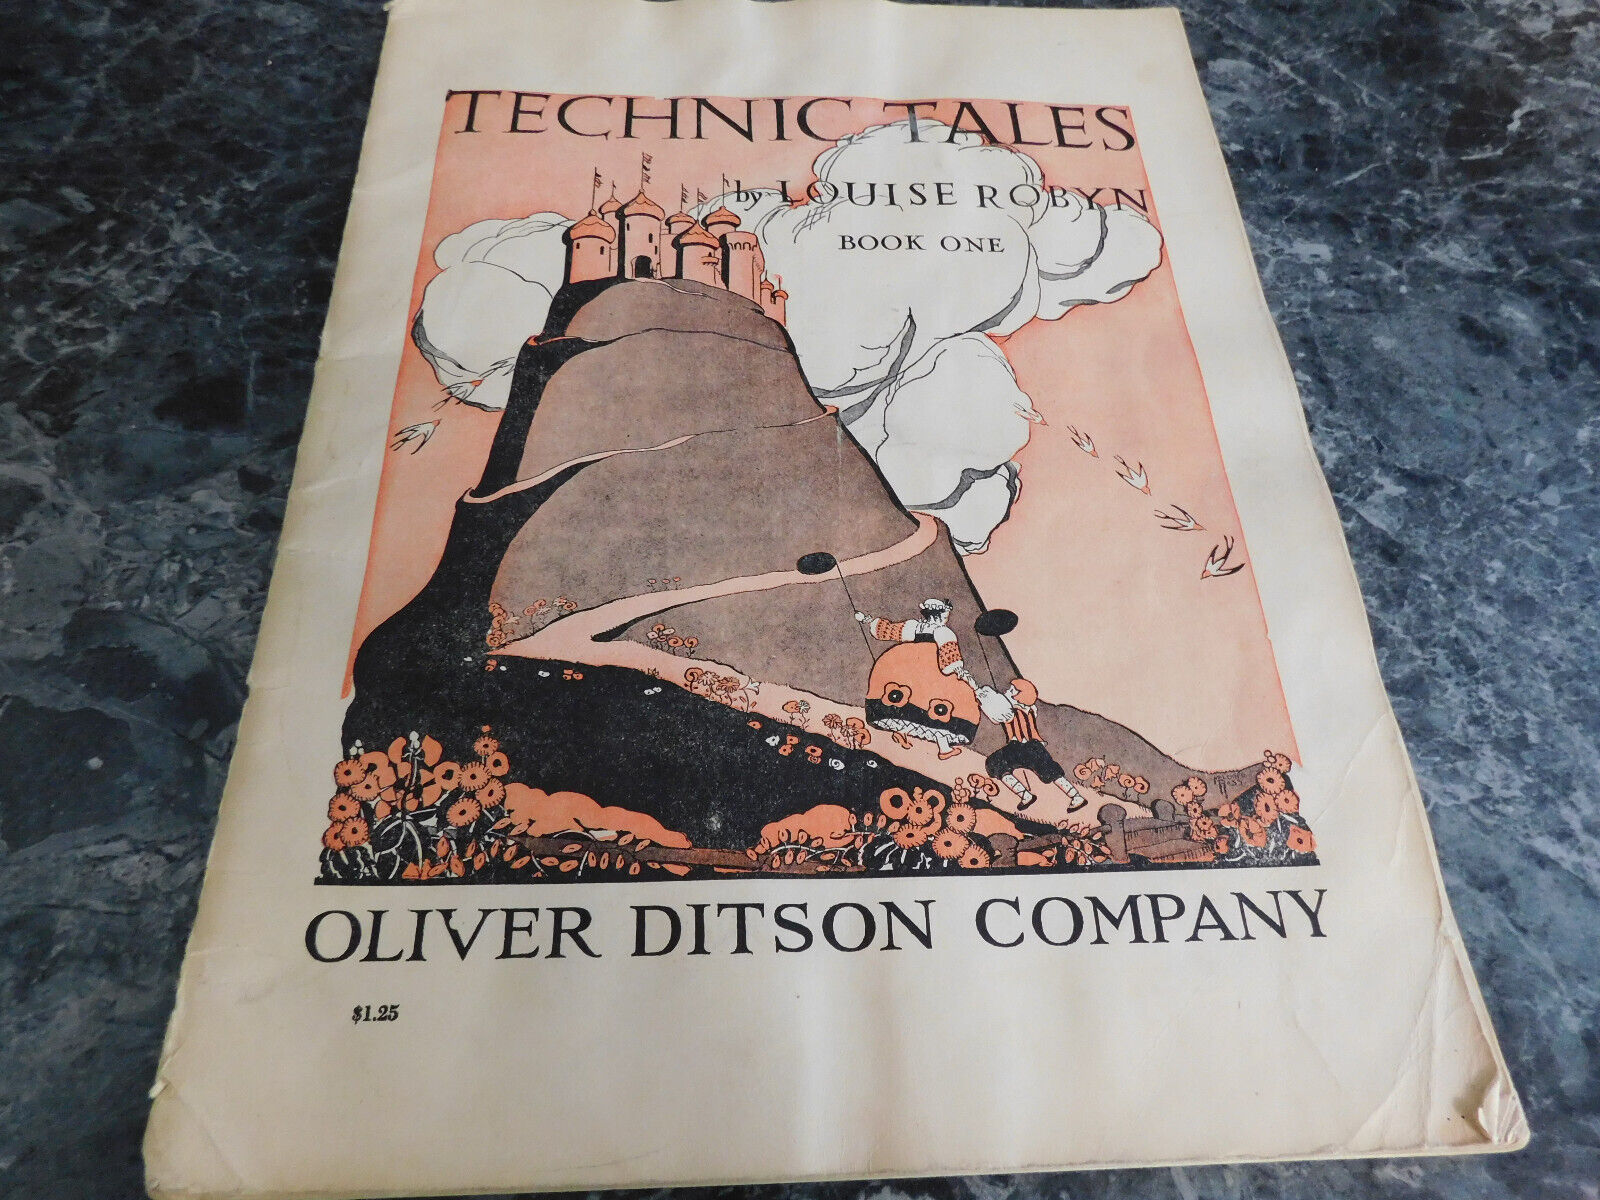 TECHNIC TALES
by LOUISE ROBYN
BOOK ONE
OLIVER DITSON COMPANY
$1.25